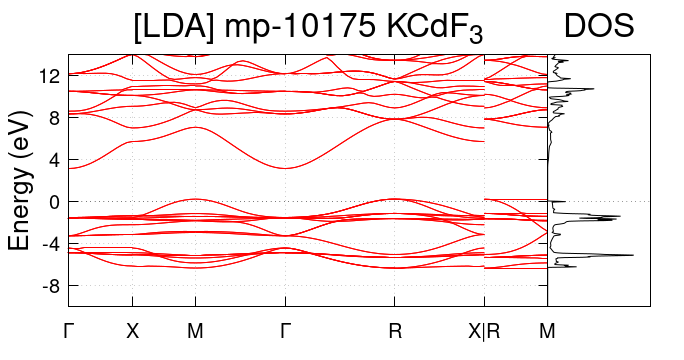 [LDA] mp-10175 KCdF₃ DOS
Energy (eV)
12
8
4
0
-4
-8
Γ X M Γ R X|R M